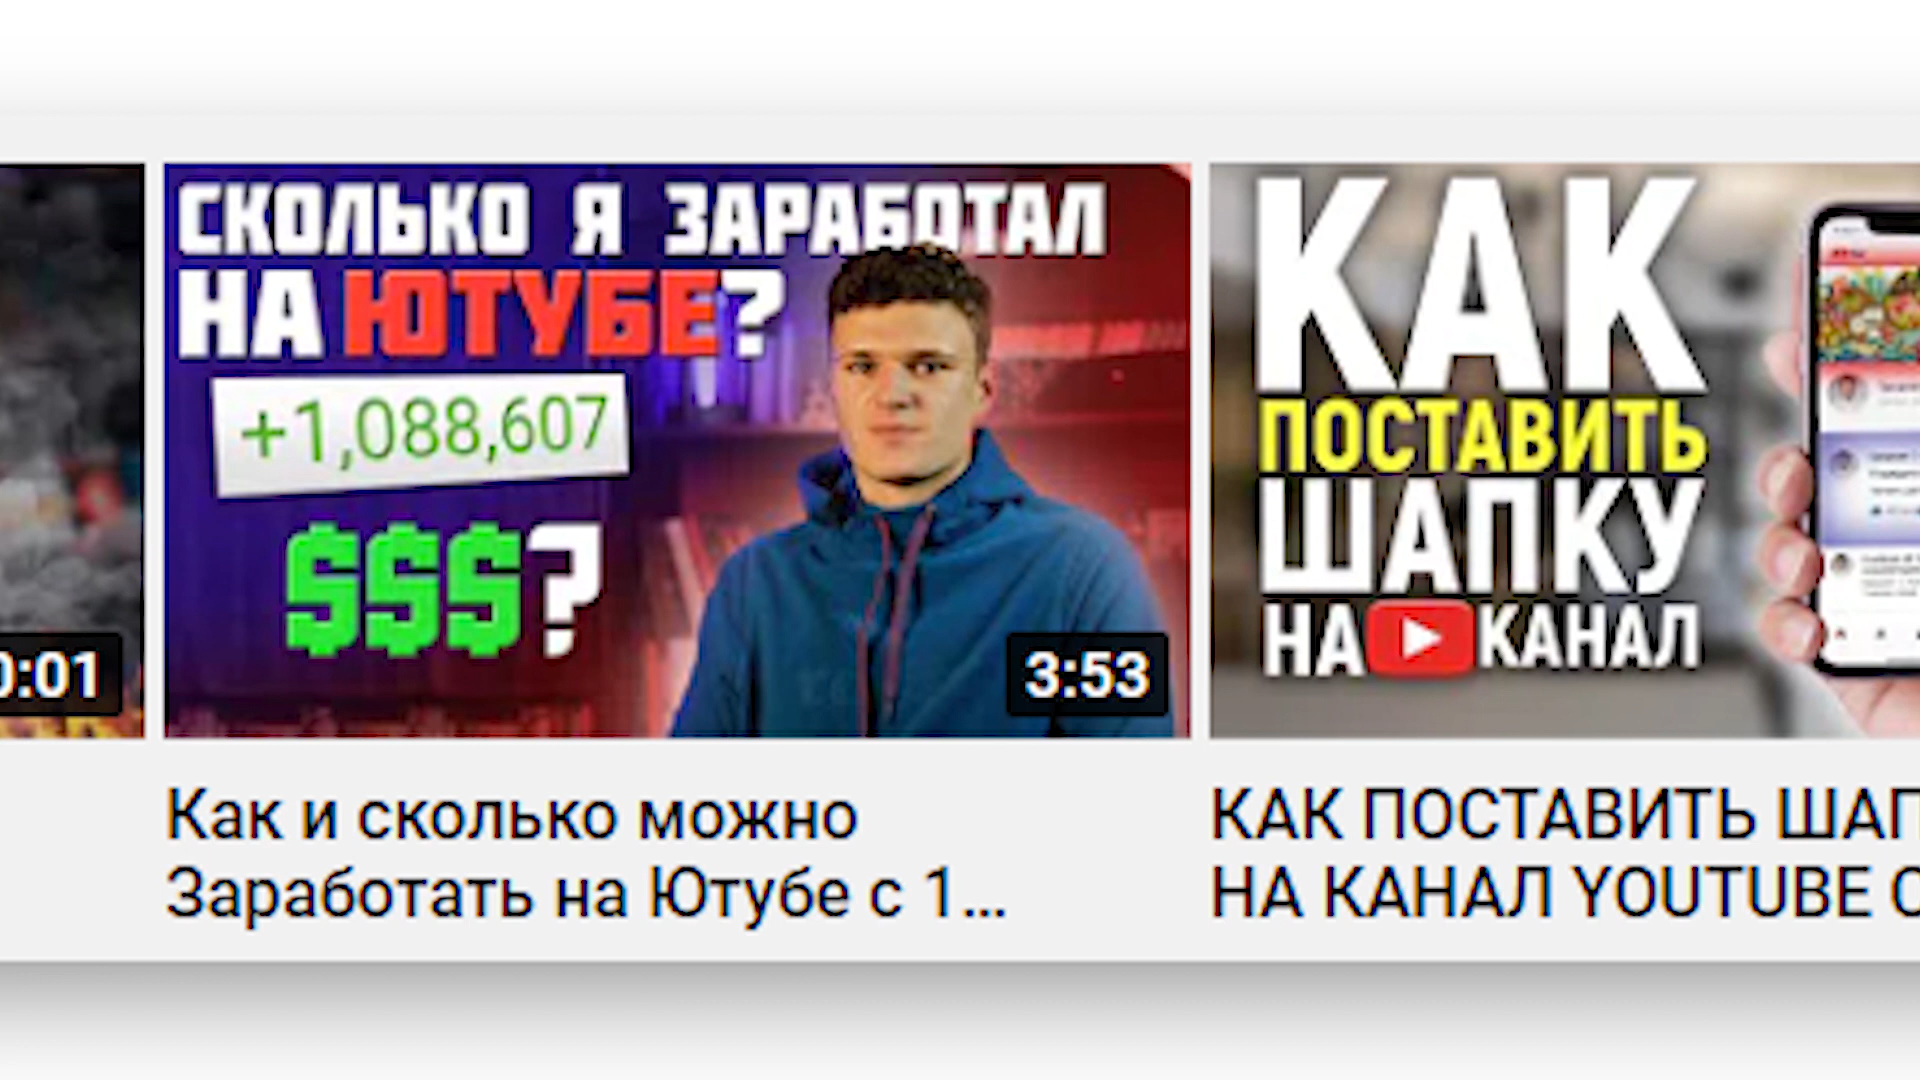 0:01
СКОЛЬКО Я ЗАРАБОТАЛ
НА ЮТУБЕ?
+1,088,607
$$$?
3:53
Как и сколько можно
Заработать на Ютубе с 1...
КАК
ПОСТАВИТЬ
ШАПКУ
НА КАНАЛ
КАК ПОСТАВИТЬ ШАП
НА КАНАЛ YOUTUBE С